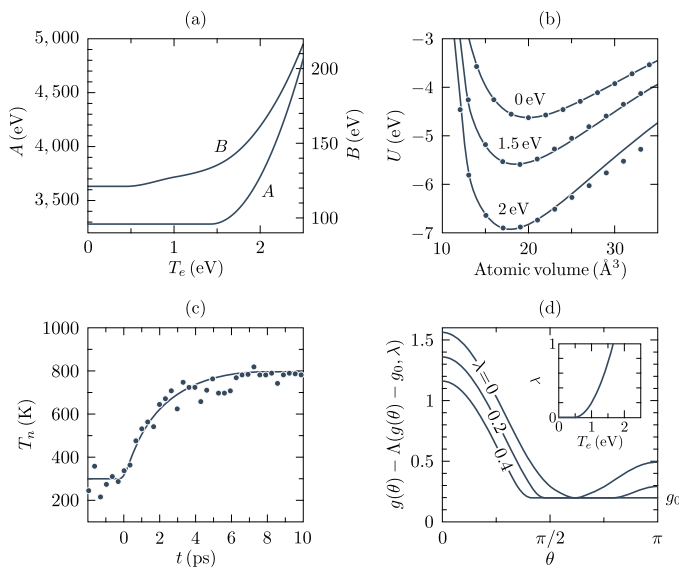 (a)
5,000
4,500
4,000
3,500
A (eV)
200
150
100
B (eV)
B
A
0
1
2
T_e (eV)
(b)
−3
−4
−5
−6
−7
U (eV)
0 eV
1.5 eV
2 eV
10
20
30
Atomic volume (Å³)
(c)
1000
800
600
400
200
T_n (K)
0
2
4
6
8
10
t (ps)
(d)
1.5
1
0.5
0
g(θ) − Λ(g(θ) − g₀, λ)
λ=0
0.2
0.4
1
0
λ
0
1
2
T_e (eV)
g₀
0
π/2
π
θ